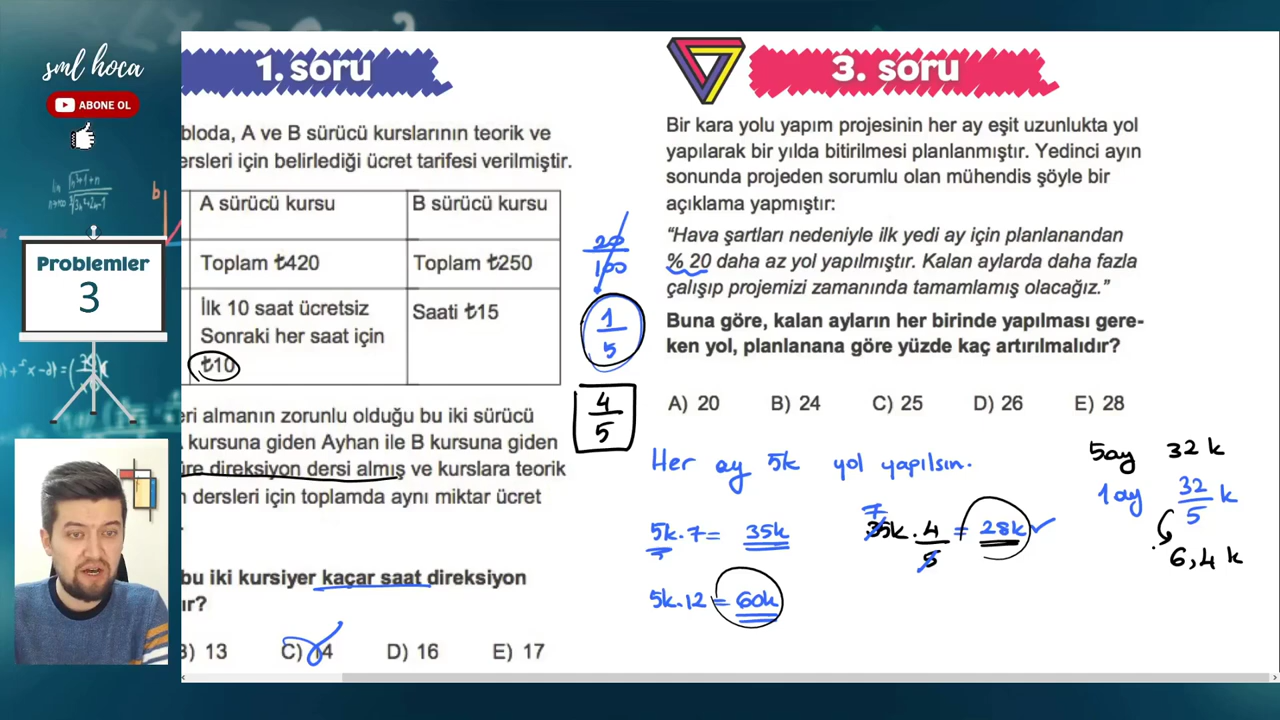 sml hoca
ABONE OL
Problemler
3
1. soru
bloda, A ve B sürücü kurslarının teorik ve
ersleri için belirlediği ücret tarifesi verilmiştir.
A sürücü kursu
B sürücü kursu
Toplam ₺420
Toplam ₺250
İlk 10 saat ücretsiz
Sonraki her saat için
₺10
Saati ₺15
eri almanın zorunlu olduğu bu iki sürücü
kursuna giden Ayhan ile B kursuna giden
üre direksiyon dersi almış ve kurslara teorik
n dersleri için toplamda aynı miktar ücret
bu iki kursiyer kaçar saat direksiyon
ır?
B) 13 C) 14 D) 16 E) 17
20/100
1/5
4/5
3. soru
Bir kara yolu yapım projesinin her ay eşit uzunlukta yol
yapılarak bir yılda bitirilmesi planlanmıştır. Yedinci ayın
sonunda projeden sorumlu olan mühendis şöyle bir
açıklama yapmıştır:
“Hava şartları nedeniyle ilk yedi ay için planlanandan
% 20 daha az yol yapılmıştır. Kalan aylarda daha fazla
çalışıp projemizi zamanında tamamlamış olacağız.”
Buna göre, kalan ayların her birinde yapılması gere-
ken yol, planlanana göre yüzde kaç artırılmalıdır?
A) 20 B) 24 C) 25 D) 26 E) 28
Her ay 5k yol yapılsın.
5k.7= 35k
7
35k.4/5 = 28k
5k.12 = 60k
5ay 32k
1ay 32/5 k
6,4 k